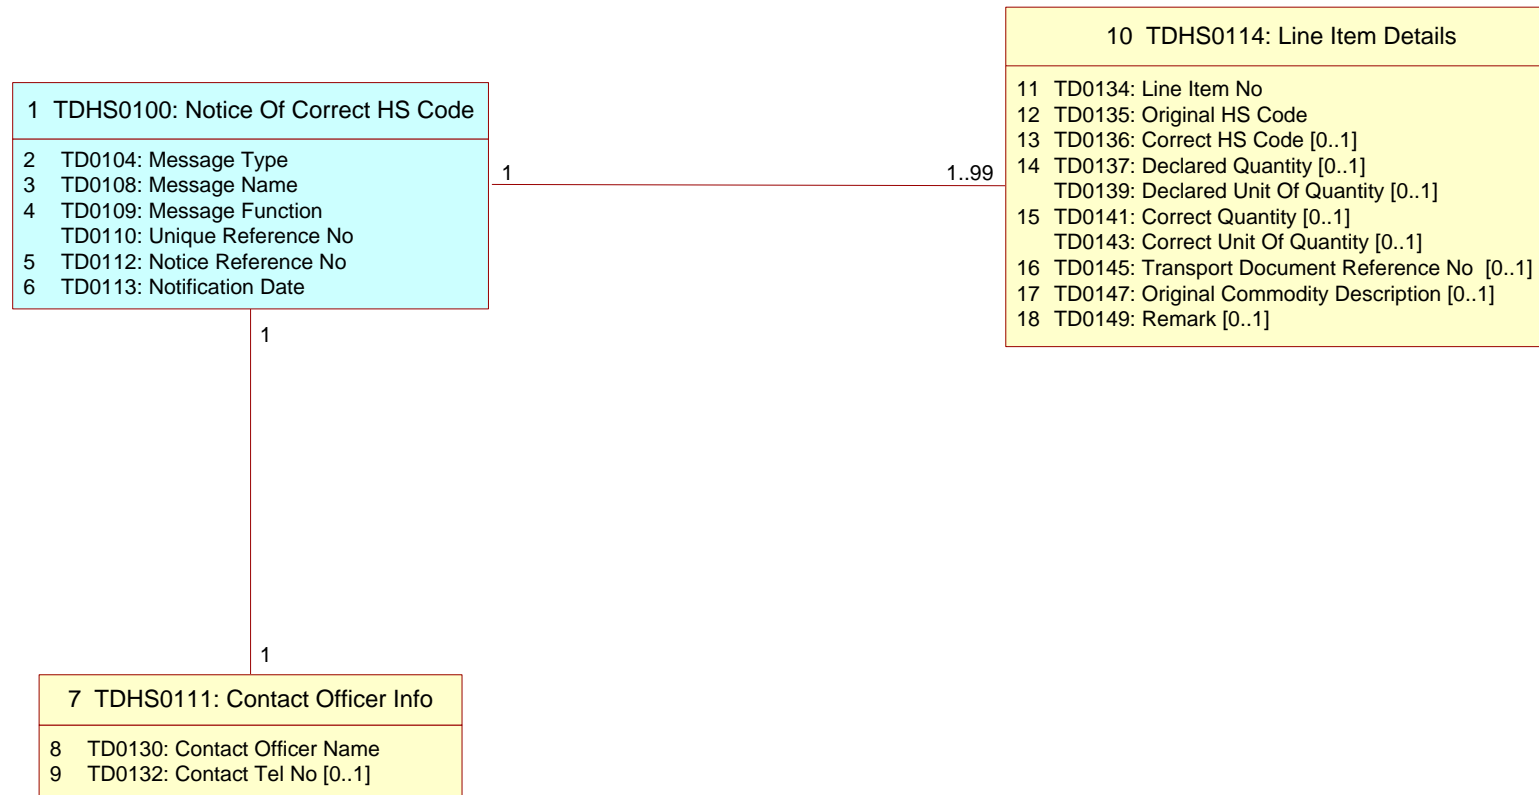 1 TDHS0100: Notice Of Correct HS Code
2 TD0104: Message Type
3 TD0108: Message Name
4 TD0109: Message Function
TD0110: Unique Reference No
5 TD0112: Notice Reference No
6 TD0113: Notification Date
1
1..99
10 TDHS0114: Line Item Details
11 TD0134: Line Item No
12 TD0135: Original HS Code
13 TD0136: Correct HS Code [0..1]
14 TD0137: Declared Quantity [0..1]
TD0139: Declared Unit Of Quantity [0..1]
15 TD0141: Correct Quantity [0..1]
TD0143: Correct Unit Of Quantity [0..1]
16 TD0145: Transport Document Reference No [0..1]
17 TD0147: Original Commodity Description [0..1]
18 TD0149: Remark [0..1]
1
1
7 TDHS0111: Contact Officer Info
8 TD0130: Contact Officer Name
9 TD0132: Contact Tel No [0..1]